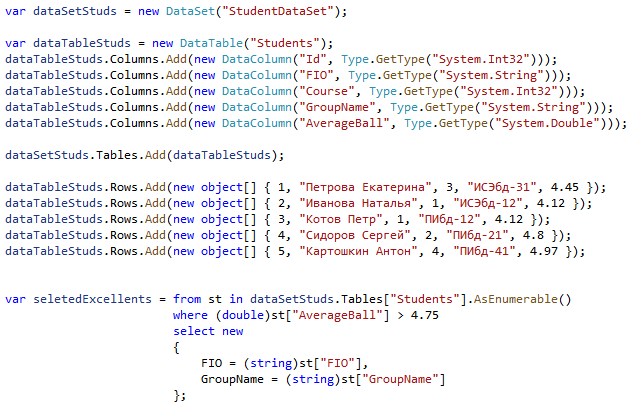 var dataSetStuds = new DataSet("StudentDataSet");
var dataTableStuds = new DataTable("Students");
dataTableStuds.Columns.Add(new DataColumn("Id", Type.GetType("System.Int32")));
dataTableStuds.Columns.Add(new DataColumn("FIO", Type.GetType("System.String")));
dataTableStuds.Columns.Add(new DataColumn("Course", Type.GetType("System.Int32")));
dataTableStuds.Columns.Add(new DataColumn("GroupName", Type.GetType("System.String")));
dataTableStuds.Columns.Add(new DataColumn("AverageBall", Type.GetType("System.Double")));
dataSetStuds.Tables.Add(dataTableStuds);
dataTableStuds.Rows.Add(new object[] { 1, "Петрова Екатерина", 3, "ИСЭбд-31", 4.45 });
dataTableStuds.Rows.Add(new object[] { 2, "Иванова Наталья", 1, "ИСЭбд-12", 4.12 });
dataTableStuds.Rows.Add(new object[] { 3, "Котов Петр", 1, "ПИбд-12", 4.12 });
dataTableStuds.Rows.Add(new object[] { 4, "Сидоров Сергей", 2, "ПИбд-21", 4.8 });
dataTableStuds.Rows.Add(new object[] { 5, "Картошкин Антон", 4, "ПИбд-41", 4.97 });
var seletedExcellents = from st in dataSetStuds.Tables["Students"].AsEnumerable()
where (double)st["AverageBall"] > 4.75
select new
{
FIO = (string)st["FIO"],
GroupName = (string)st["GroupName"]
};